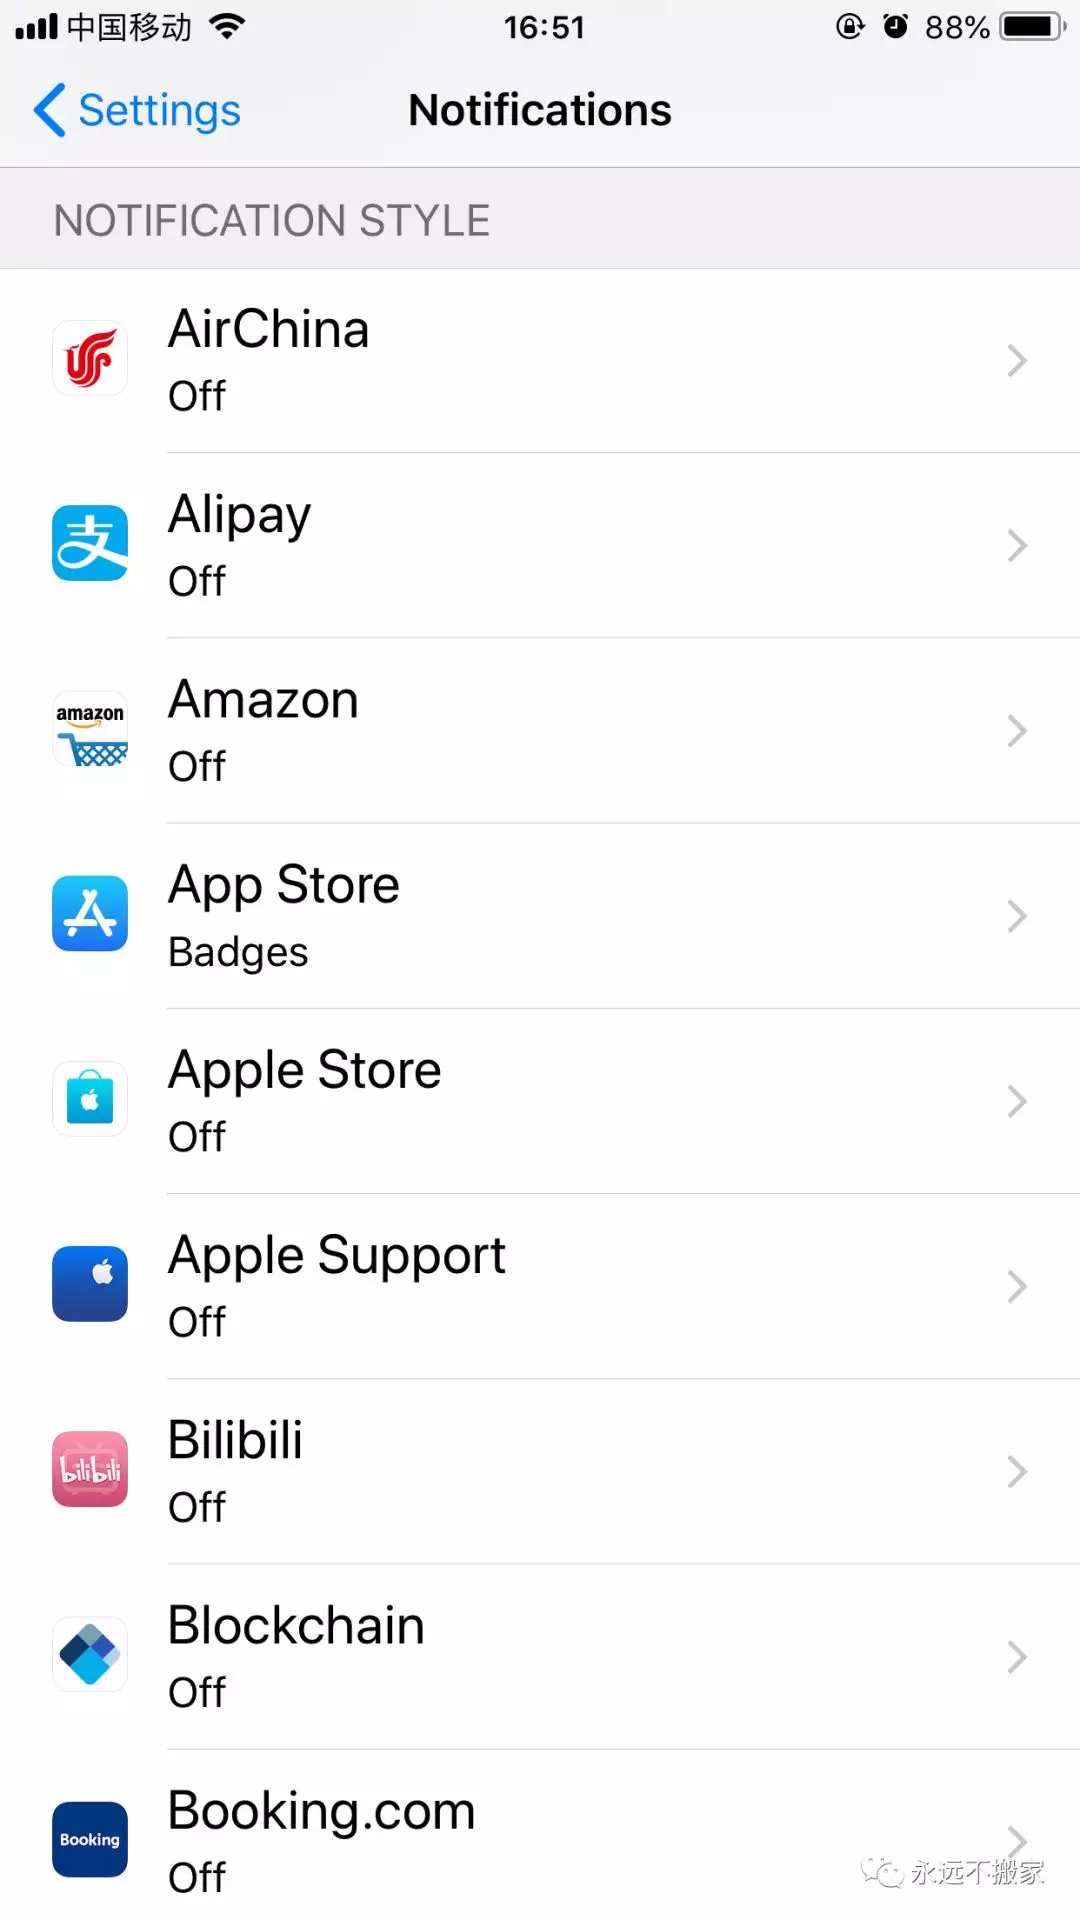 中国移动 16:51 88%
Settings Notifications
NOTIFICATION STYLE
AirChina
Off
支
Alipay
Off
amazon
Amazon
Off
App Store
Badges
Apple Store
Off
Apple Support
Off
bilibili
Bilibili
Off
Blockchain
Off
Booking
Booking.com
Off
永远不搬家